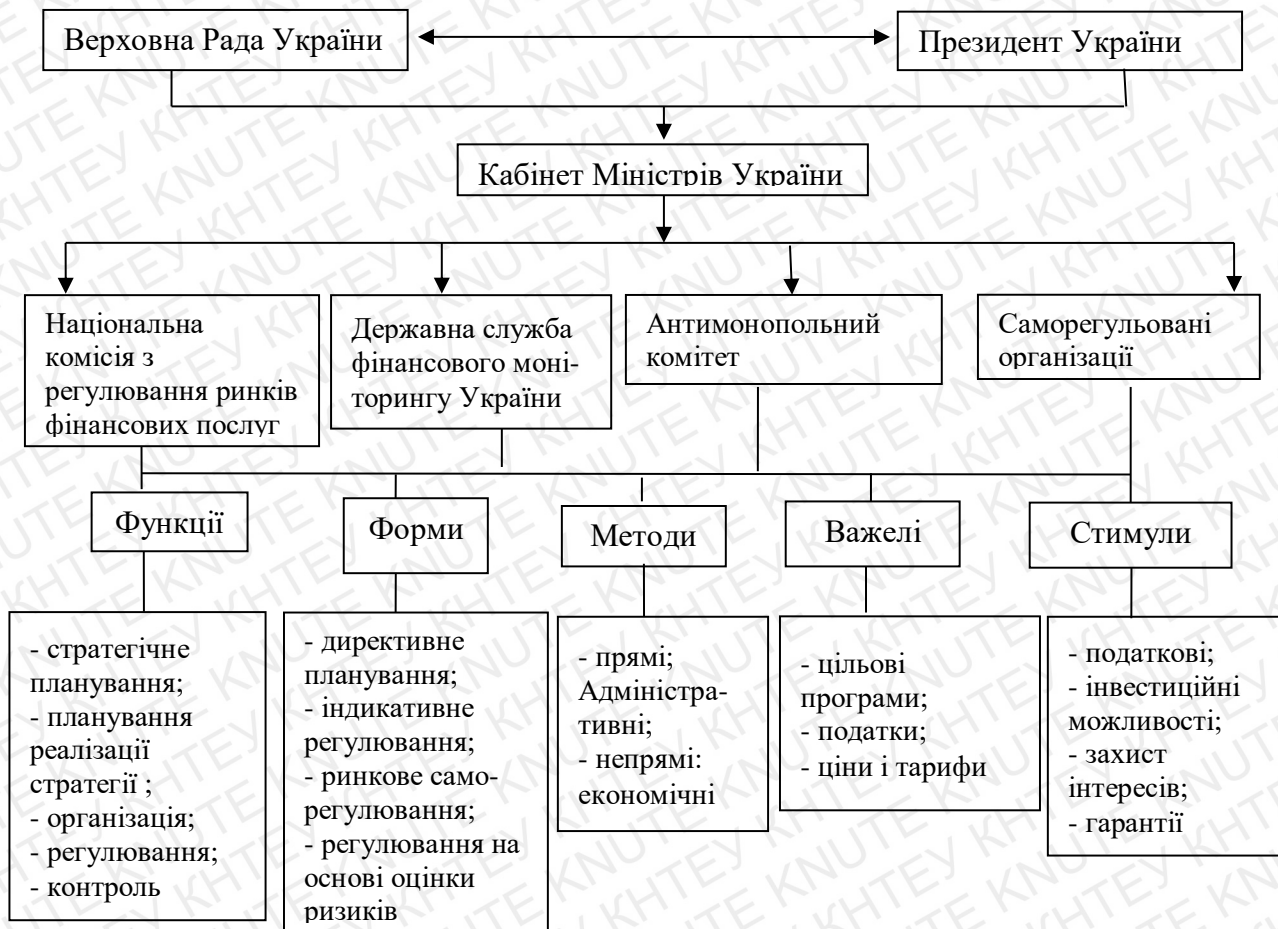 Верховна Рада України
Президент України
Кабінет Міністрів України
Національна
комісія з
регулювання ринків
фінансових послуг
Державна служба
фінансового моні-
торингу України
Антимонопольний
комітет
Саморегульовані
організації
Функції
Форми
Методи
Важелі
Стимули
- стратегічне
планування;
- планування
реалізації
стратегії ;
- організація;
- регулювання;
- контроль
- директивне
планування;
- індикативне
регулювання;
- ринкове само-
регулювання;
- регулювання на
основі оцінки
ризиків
- прямі;
Адміністра-
тивні;
- непрямі:
економічні
- цільові
програми;
- податки;
- ціни і тарифи
- податкові;
- інвестиційні
можливості;
- захист
інтересів;
- гарантії